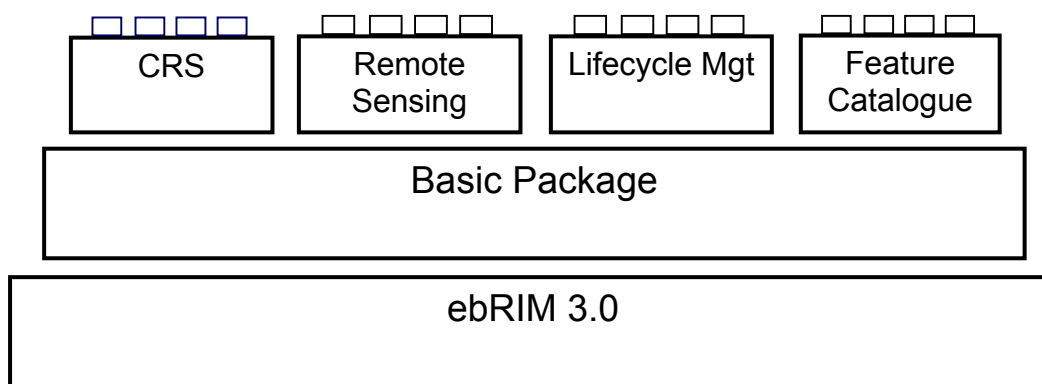 CRS
Remote
Sensing
Lifecycle Mgt
Feature
Catalogue
Basic Package
ebRIM 3.0